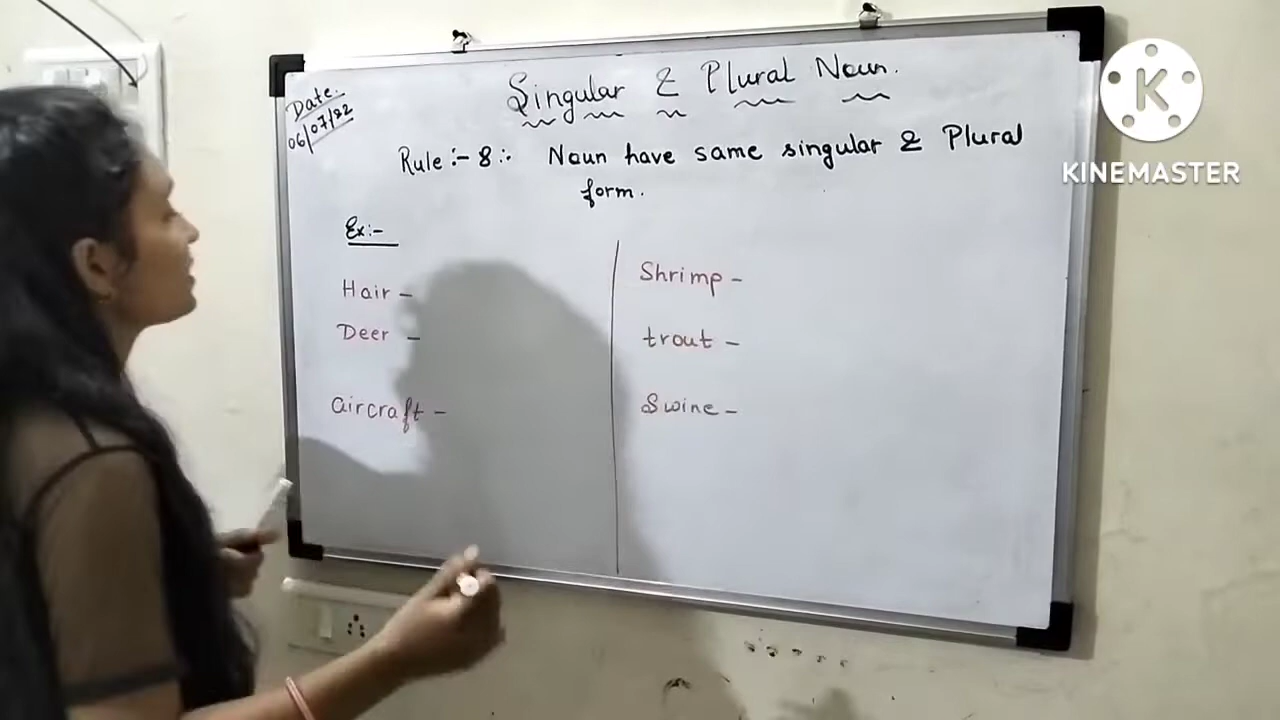 Date:
06/07/22
Singular & Plural Noun.
Rule :- 8 :- Noun have same singular & Plural
form.
Ex:-
Hair -
Deer -
aircraft -
Shrimp -
trout -
Swine -
K
KINEMASTER